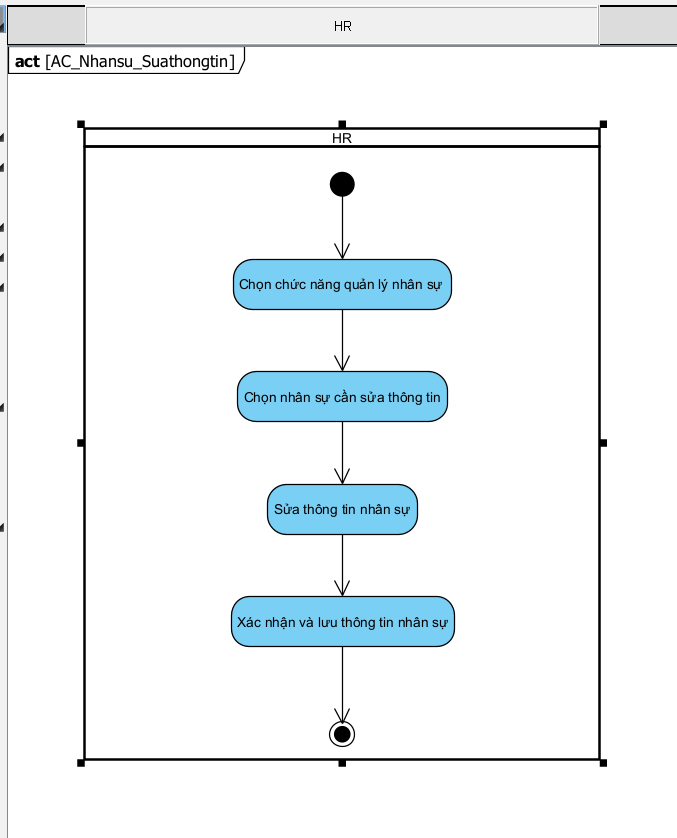 HR
act [AC_Nhansu_Suathongtin]
HR
Chọn chức năng quản lý nhân sự
Chọn nhân sự cần sửa thông tin
Sửa thông tin nhân sự
Xác nhận và lưu thông tin nhân sự